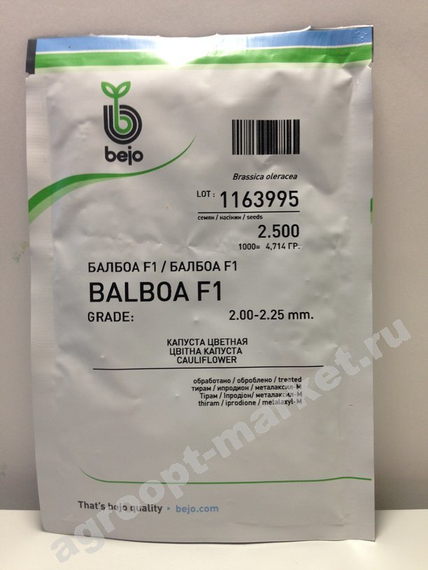 bejo
Brassica oleracea
LOT: 1163995
семян / насінин / seeds
2.500
1000= 4,714 ГР.
БАЛБОА F1 / БАЛБОА F1
BALBOA F1
GRADE: 2.00-2.25 mm.
КАПУСТА ЦВЕТНАЯ
ЦВІТНА КАПУСТА
CAULIFLOWER
обработано / оброблено / treated
тирам / ипродион / металаксил-М
Тірам / Іпродіон/ металаксил-М
thiram / iprodione / metalaxyl-M
That's bejo quality • bejo.com
agroopt-market.ru